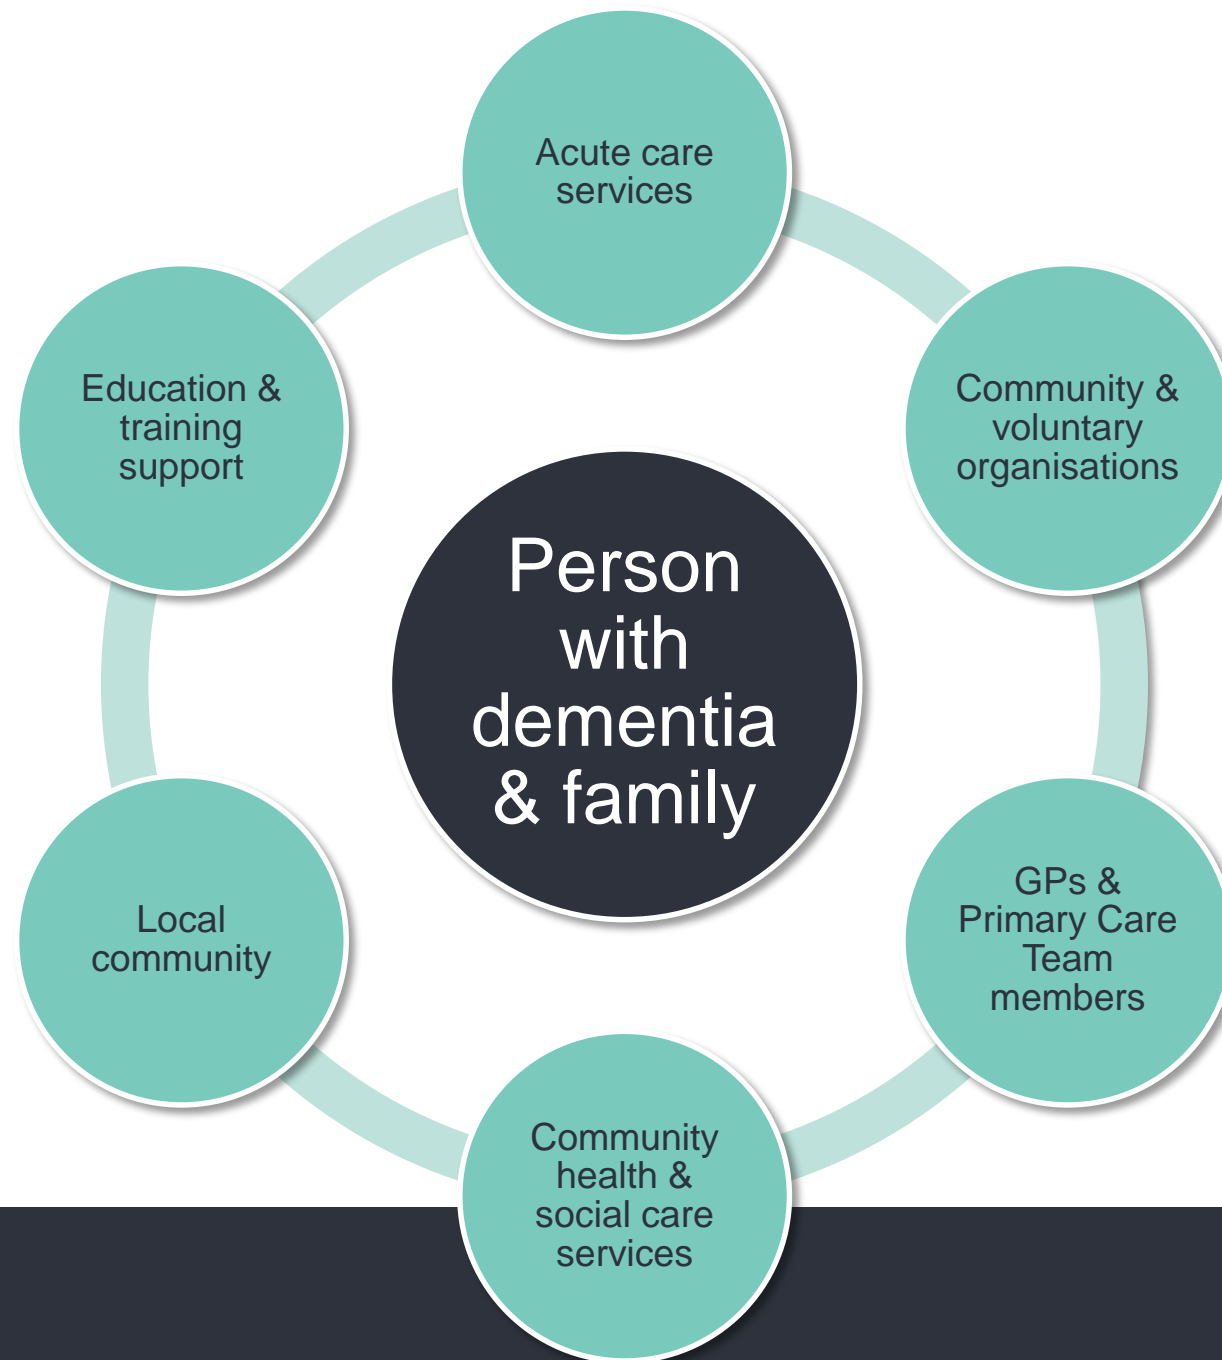 Acute care
services
Education &
training
support
Community &
voluntary
organisations
Person
with
dementia
& family
Local
community
GPs &
Primary Care
Team
members
Community
health &
social care
services